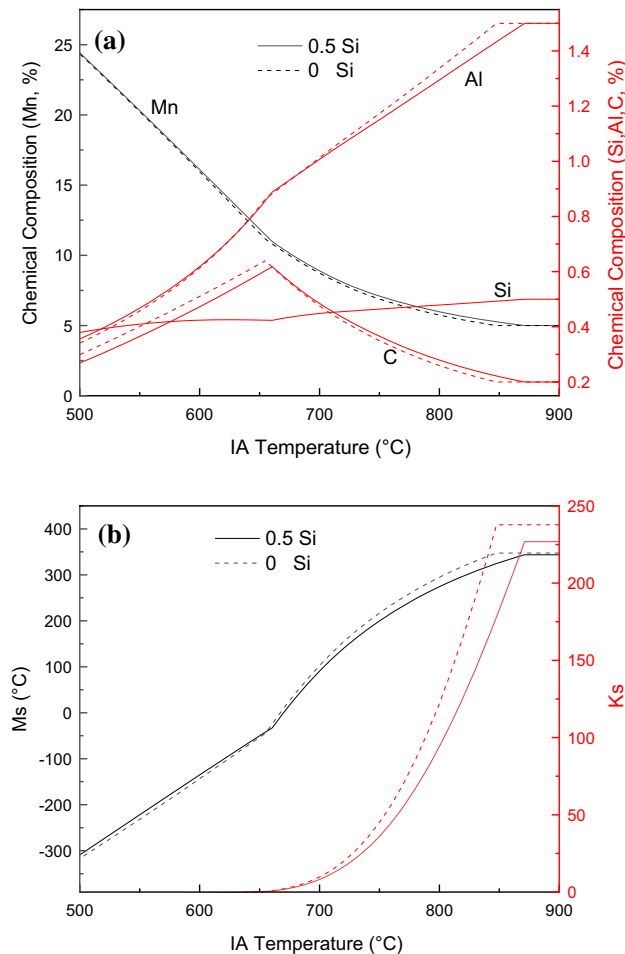 (a)
0.5 Si
0 Si
Mn
Al
Si
C
25
20
15
10
5
0
Chemical Composition (Mn, %)
1.4
1.2
1.0
0.8
0.6
0.4
0.2
Chemical Composition (Si,Al,C, %)
500 600 700 800 900
IA Temperature (°C)
(b)
0.5 Si
0 Si
400
300
200
100
0
-100
-200
-300
Ms (°C)
250
200
150
100
50
0
Ks
500 600 700 800 900
IA Temperature (°C)